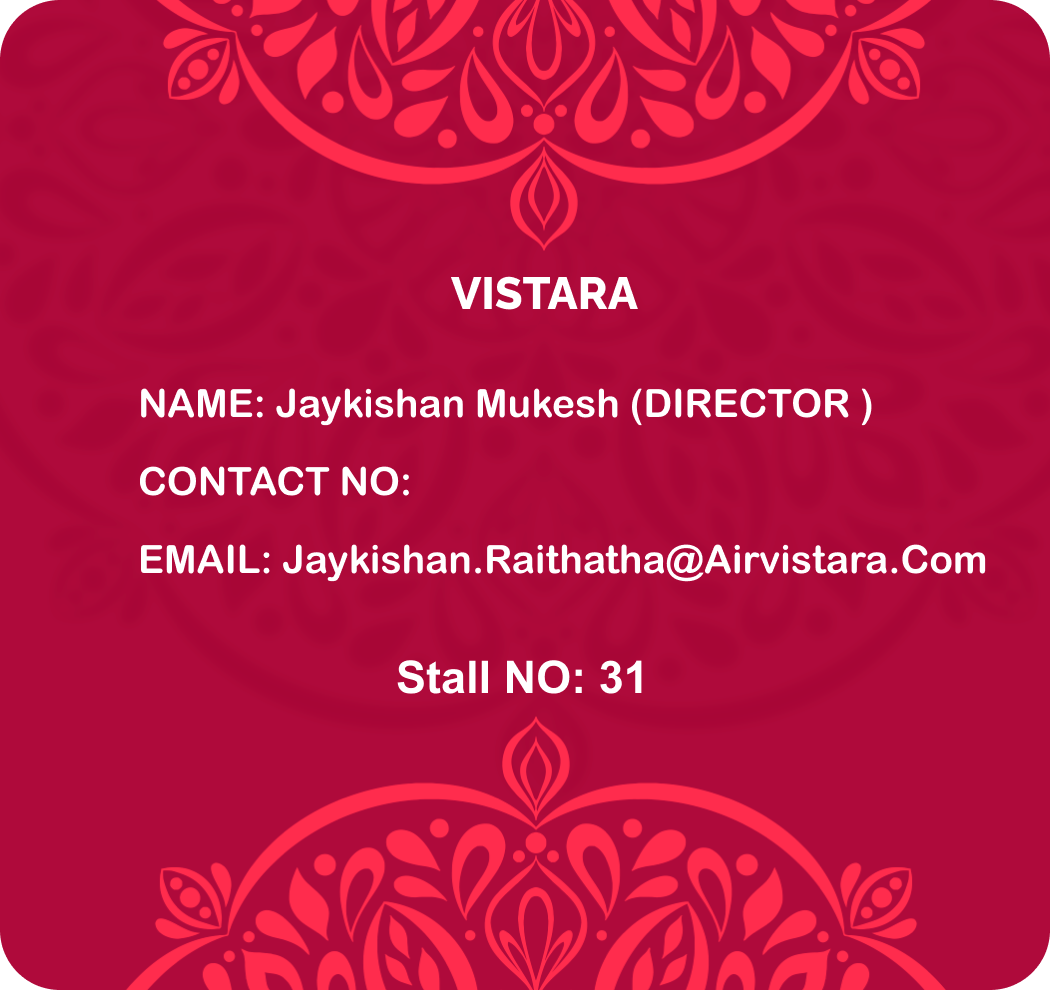 VISTARA
NAME: Jaykishan Mukesh (DIRECTOR )
CONTACT NO:
EMAIL: Jaykishan.Raithatha@Airvistara.Com
Stall NO: 31